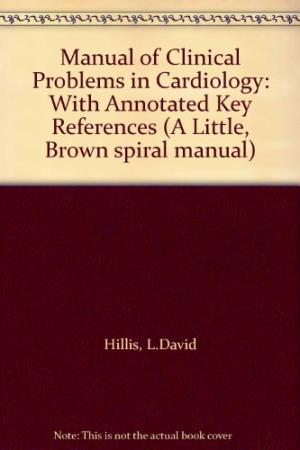 Manual of Clinical
Problems in Cardiology:
With Annotated Key
References (A Little,
Brown spiral manual)
Hillis, L.David
Note: This is not the actual book cover